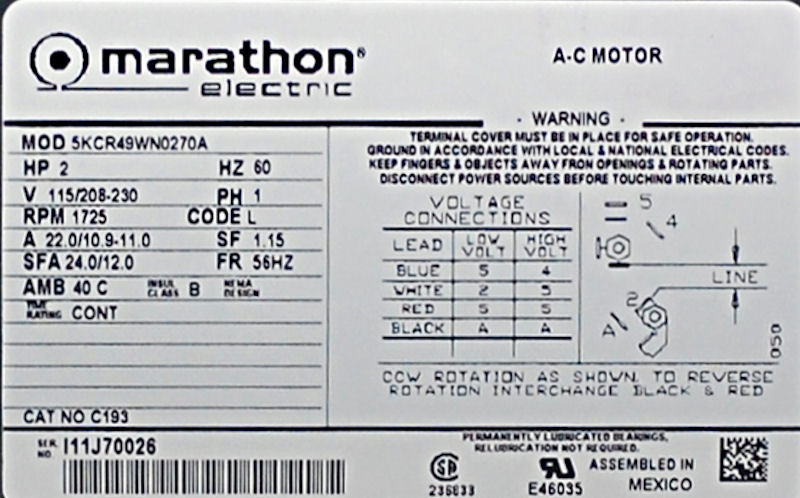 marathon®
electric
A-C MOTOR
- WARNING -
TERMINAL COVER MUST BE IN PLACE FOR SAFE OPERATION.
GROUND IN ACCORDANCE WITH LOCAL & NATIONAL ELECTRICAL CODES.
KEEP FINGERS & OBJECTS AWAY FROM OPENINGS & ROTATING PARTS.
DISCONNECT POWER SOURCES BEFORE TOUCHING INTERNAL PARTS.
MOD 5KCR49WN0270A
HP 2 HZ 60
V 115/208-230 PH 1
RPM 1725 CODE L
A 22.0/10.9-11.0 SF 1.15
SFA 24.0/12.0 FR 56HZ
AMB 40 C INSUL CLASS B NEMA DESIGN
TIME RATING CONT
CAT NO C193
VOLTAGE
CONNECTIONS
LEAD LOW VOLT HIGH VOLT
BLUE 5 4
WHITE 2 5
RED 5 5
BLACK A A
5
4
LINE
2
A
050
CCW ROTATION AS SHOWN. TO REVERSE
ROTATION INTERCHANGE BLACK & RED
SER. NO. I11J70026
PERMANENTLY LUBRICATED BEARINGS,
RELUBRICATION NOT REQUIRED.
236833
E46035
ASSEMBLED IN
MEXICO